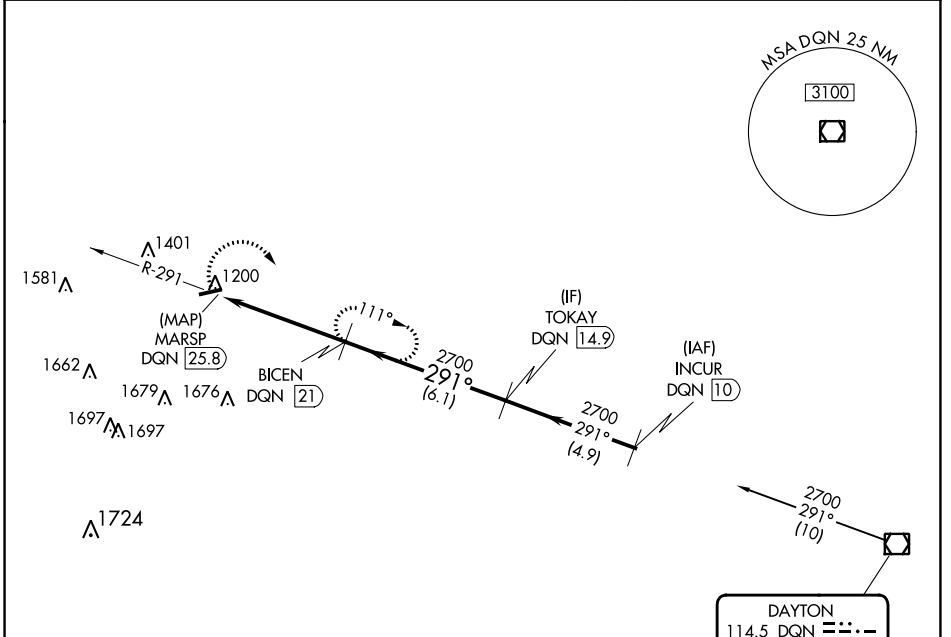 MSA DQN 25 NM
3100
1401
R-291
1200
1581
(MAP)
MARSP
DQN 25.8
111°
(IF)
TOKAY
DQN 14.9
(IAF)
INCUR
DQN 10
1662
BICEN
DQN 21
2700
291°
(6.1)
1679
1676
1697
1697
2700
291°
(4.9)
2700
291°
(10)
1724
DAYTON
114.5 DQN